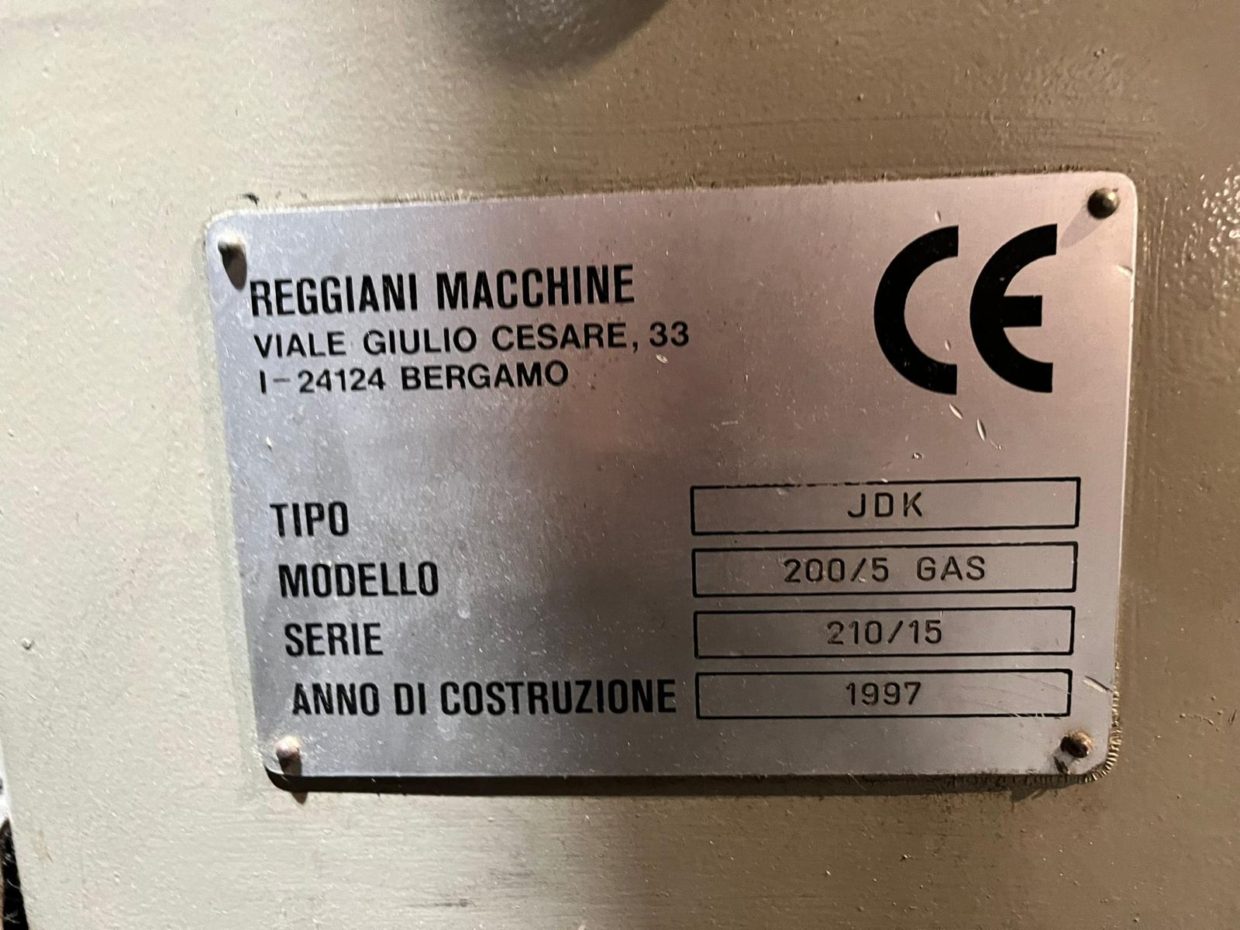 REGGIANI MACCHINE
VIALE GIULIO CESARE, 33
I-24124 BERGAMO
CE
TIPO JDK
MODELLO 200/5 GAS
SERIE 210/15
ANNO DI COSTRUZIONE 1997